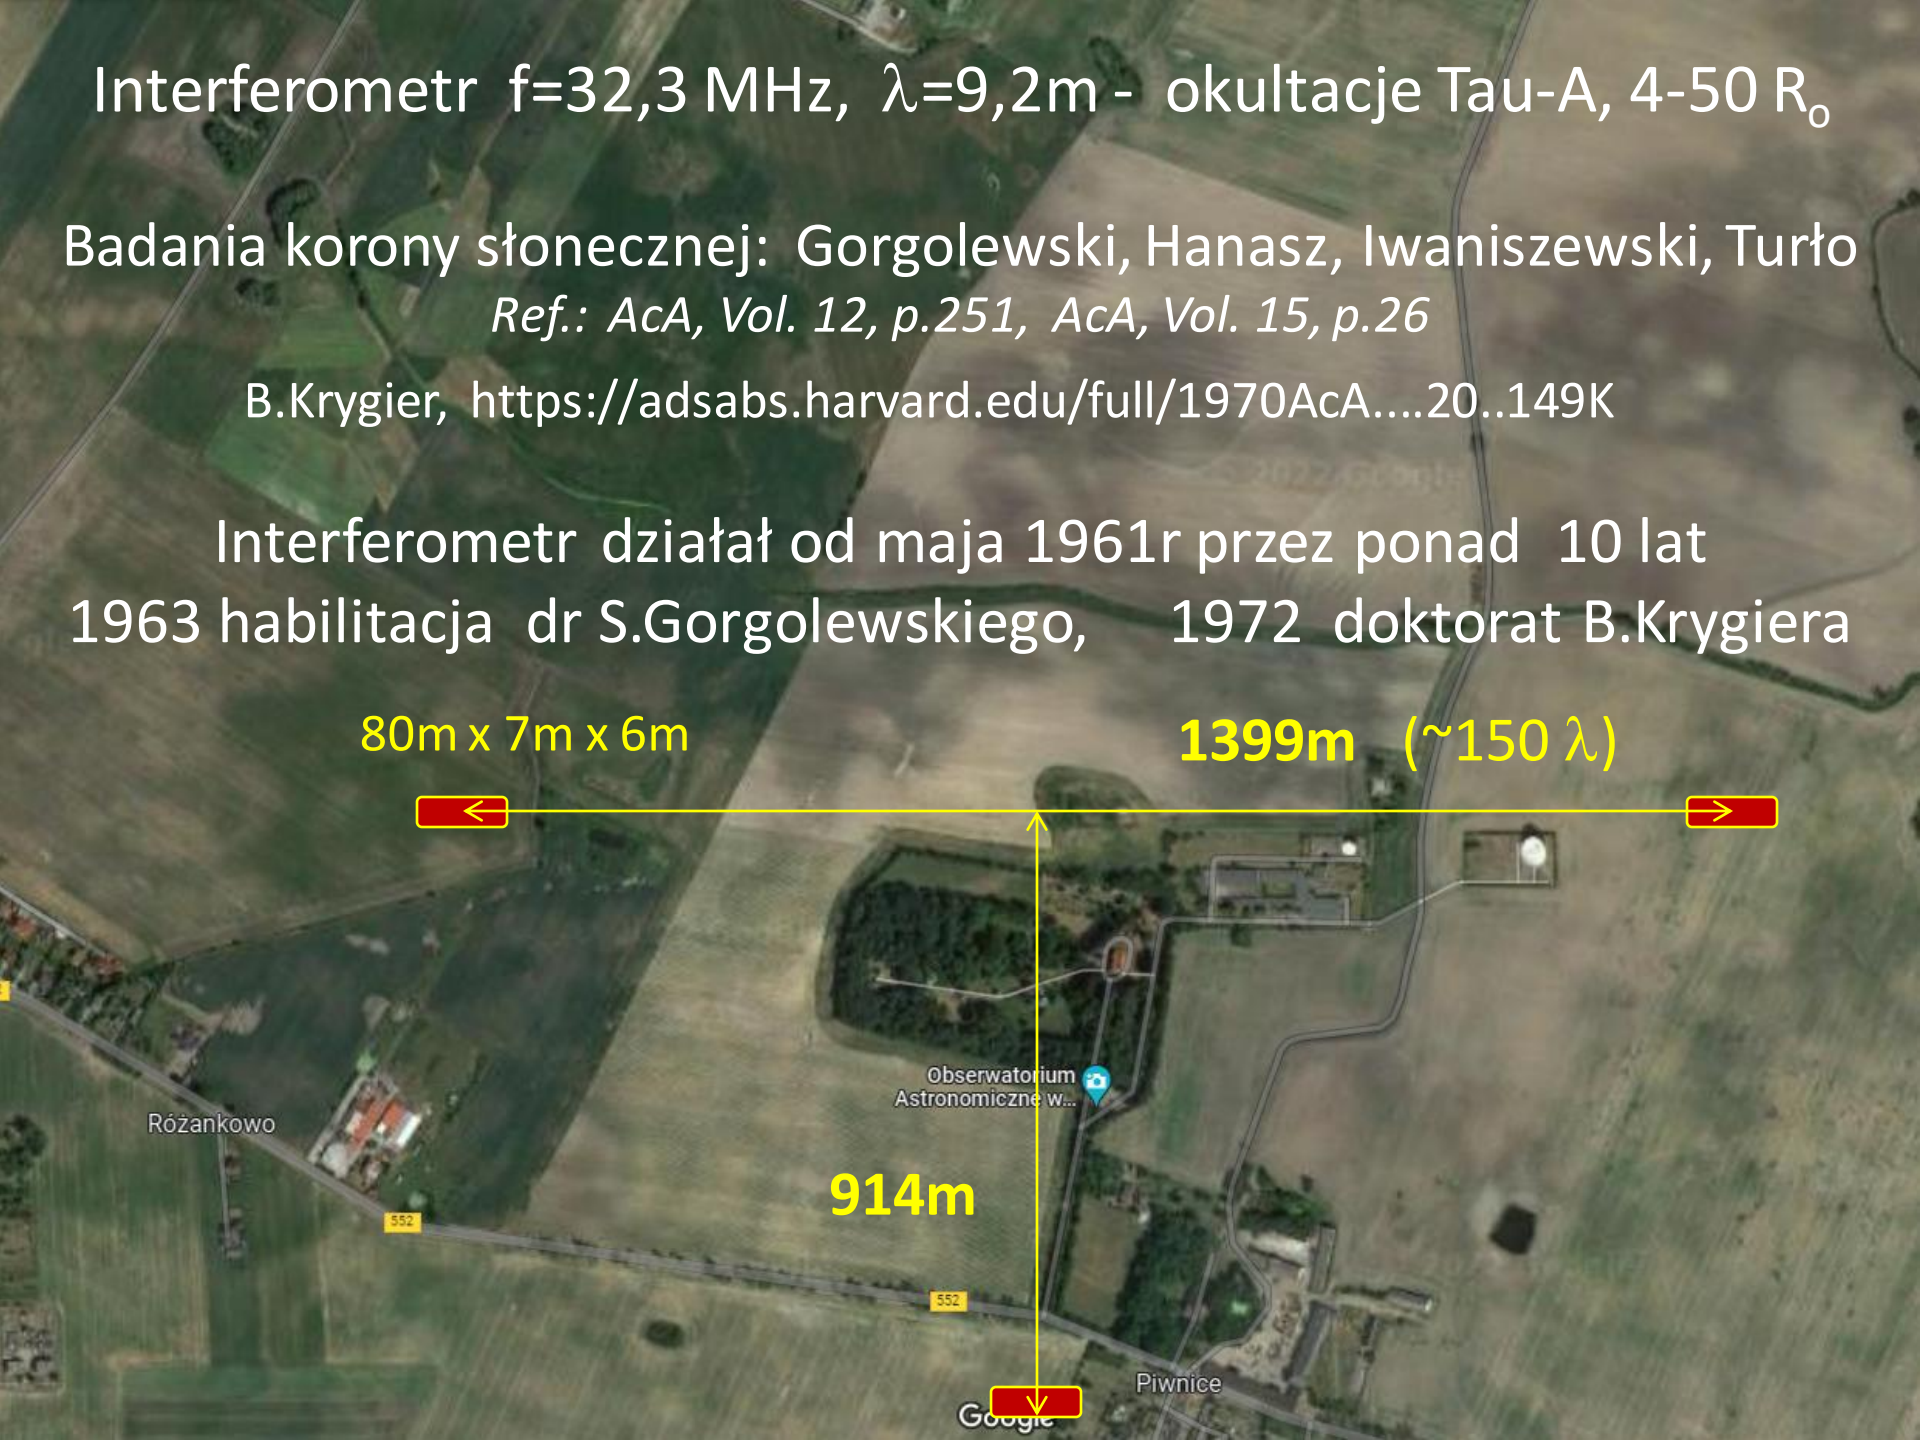 Interferometr f=32,3 MHz, λ=9,2m - okultacje Tau-A, 4-50 Ro
Badania korony słonecznej: Gorgolewski, Hanasz, Iwaniszewski, Turło
Ref.: AcA, Vol. 12, p.251, AcA, Vol. 15, p.26
B.Krygier, https://adsabs.harvard.edu/full/1970AcA....20..149K
© 2022 Google
Interferometr działał od maja 1961r przez ponad 10 lat
1963 habilitacja dr S.Gorgolewskiego, 1972 doktorat B.Krygiera
80m x 7m x 6m
1399m (~150 λ)
Obserwatorium
Astronomiczne w...
Różankowo
914m
552
552
Piwnice
Google